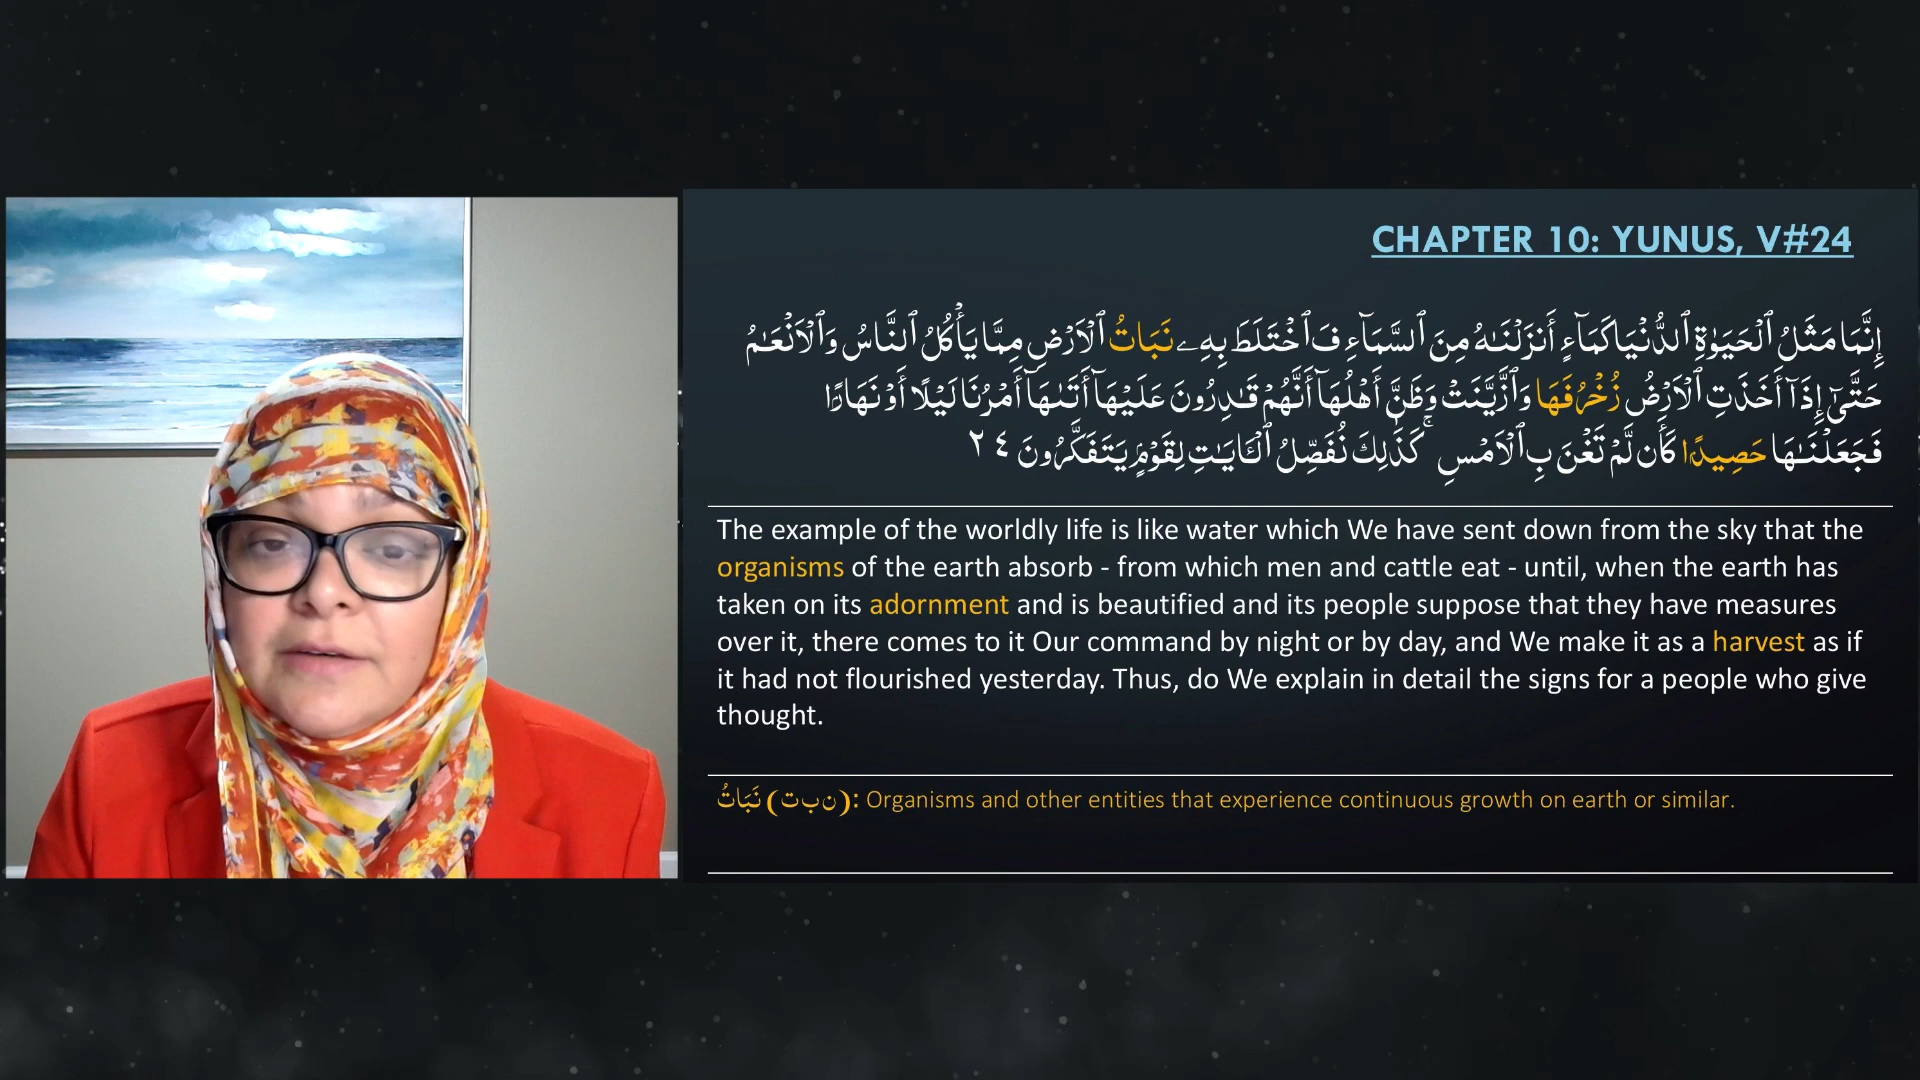 CHAPTER 10: YUNUS, V#24
إِنَّمَا مَثَلُ ٱلْحَيَوٰةِ ٱلدُّنْيَا كَمَآءٍ أَنزَلْنَـٰهُ مِنَ ٱلسَّمَآءِ فَٱخْتَلَطَ بِهِۦ نَبَاتُ ٱلْأَرْضِ مِمَّا يَأْكُلُ ٱلنَّاسُ وَٱلْأَنْعَـٰمُ
حَتَّىٰٓ إِذَآ أَخَذَتِ ٱلْأَرْضُ زُخْرُفَهَا وَٱزَّيَّنَتْ وَظَنَّ أَهْلُهَآ أَنَّهُمْ قَـٰدِرُونَ عَلَيْهَآ أَتَىٰهَآ أَمْرُنَا لَيْلًا أَوْ نَهَارًا
فَجَعَلْنَـٰهَا حَصِيدًا كَأَن لَّمْ تَغْنَ بِٱلْأَمْسِ ۚ كَذَٰلِكَ نُفَصِّلُ ٱلْـَٔايَـٰتِ لِقَوْمٍ يَتَفَكَّرُونَ ٢٤
The example of the worldly life is like water which We have sent down from the sky that the
organisms of the earth absorb - from which men and cattle eat - until, when the earth has
taken on its adornment and is beautified and its people suppose that they have measures
over it, there comes to it Our command by night or by day, and We make it as a harvest as if
it had not flourished yesterday. Thus, do We explain in detail the signs for a people who give
thought.
نَبَاتُ (ن ب ت): Organisms and other entities that experience continuous growth on earth or similar.